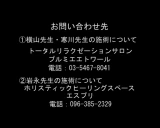 お問い合わせ先
①横山先生・寒川先生の施術について
トータルリラクゼーションサロン
プルミエエトワール
電話：03-5467-8041
②岩永先生の施術について
ホリスティックヒーリングスペース
エスプリ
電話：096-385-2329